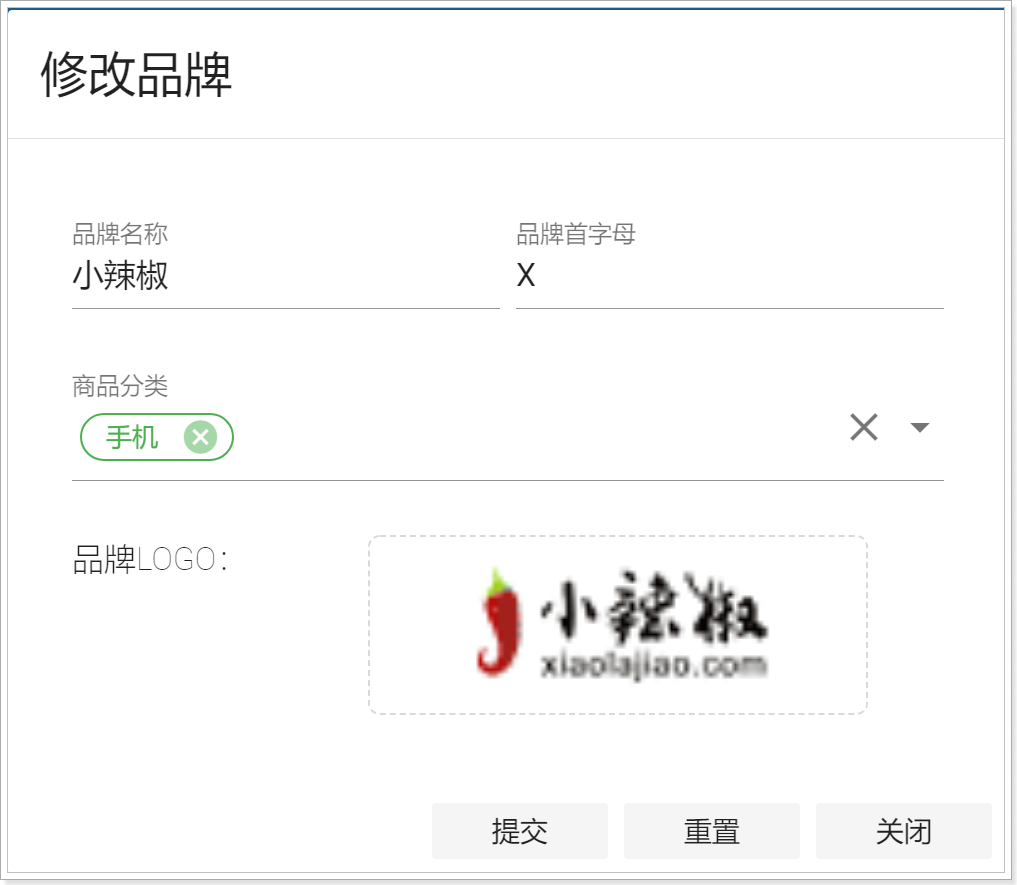 修改品牌
品牌名称 品牌首字母
小辣椒 X
商品分类
手机
品牌LOGO：
小辣椒
xiaolajiao.com
提交 重置 关闭